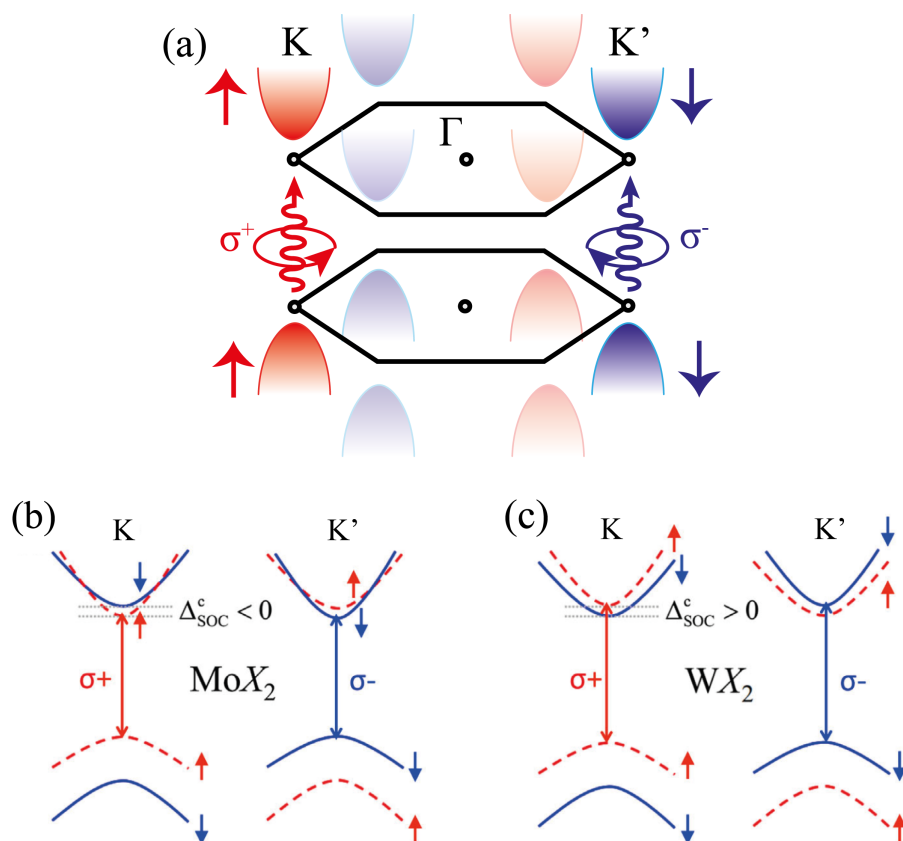 (a) K K'
Γ
σ+ σ-
(b) K K' (c) K K'
Δ^c_SOC < 0 Δ^c_SOC > 0
σ+ MoX₂ σ- σ+ WX₂ σ-